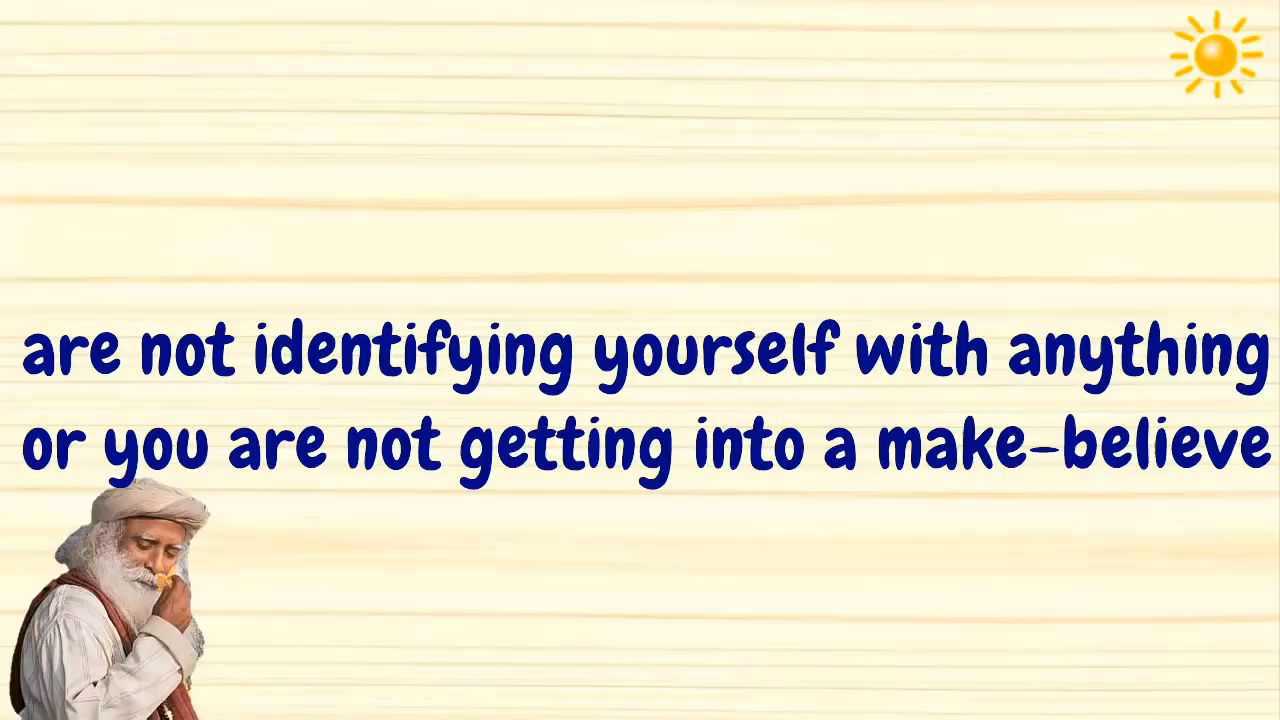 are not identifying yourself with anything
or you are not getting into a make-believe